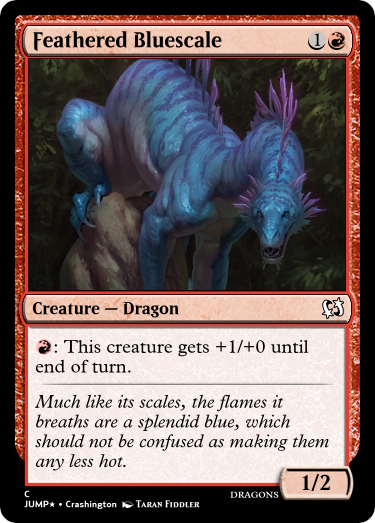 Feathered Bluescale 1
Creature — Dragon
: This creature gets +1/+0 until
end of turn.
Much like its scales, the flames it
breaths are a splendid blue, which
should not be confused as making them
any less hot.
1/2
C
JUMP★ • Crashington Taran Fiddler DRAGONS